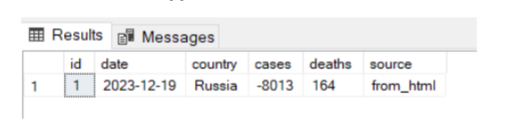 Results Messages
id date country cases deaths source
1 1 2023-12-19 Russia -8013 164 from_html